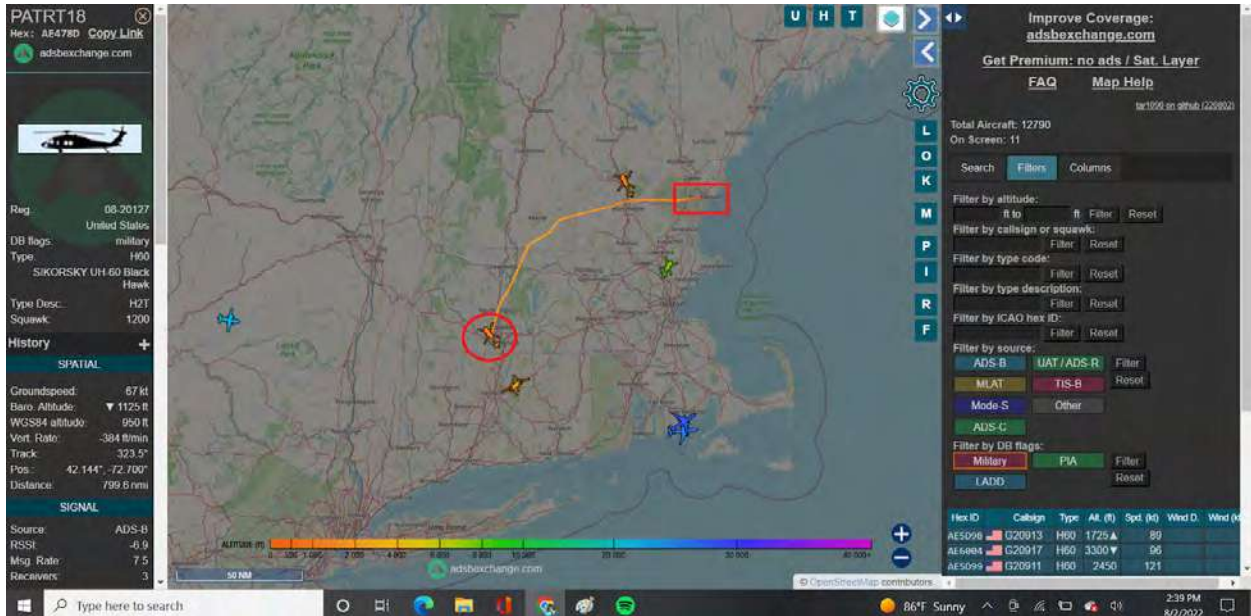 PATRT18
Hex: AE478D Copy Link
adsbexchange.com
Reg.: 08-20127
United States
DB flags: military
Type: H60
SIKORSKY UH-60 Black
Hawk
Type Desc.: H2T
Squawk: 1200
History +
SPATIAL
Groundspeed: 67 kt
Baro. Altitude: ▼ 1125 ft
WGS84 altitude: 950 ft
Vert. Rate: -384 ft/min
Track: 323.5°
Pos.: 42.144°, -72.700°
Distance: 799.6 nmi
SIGNAL
Source: ADS-B
RSSI: -6.9
Msg. Rate: 7.5
Receivers: 3
U H T
L
O
K
M
P
I
R
F
ALTITUDE (ft)
adsbexchange.com
50 NM
© OpenStreetMap contributors.
Improve Coverage:
adsbexchange.com
Get Premium: no ads / Sat. Layer
FAQ Map Help
tar1090 on github (220802)
Total Aircraft: 12790
On Screen: 11
Search Filters Columns
Filter by altitude:
ft to ft Filter Reset
Filter by callsign or squawk:
Filter Reset
Filter by type code:
Filter Reset
Filter by type description:
Filter Reset
Filter by ICAO hex ID:
Filter Reset
Filter by source:
ADS-B UAT / ADS-R Filter
MLAT TIS-B Reset
Mode-S Other
ADS-C
Filter by DB flags:
Military PIA Filter
LADD Reset
Hex ID Callsign Type Alt. (ft) Spd. (kt) Wind D. Wind (kt
AE5096 G20913 H60 1725▲ 89
AE6004 G20917 H60 3300▼ 96
AE5099 G20911 H60 2450 121
Type here to search
86°F Sunny
2:39 PM
8/2/2022